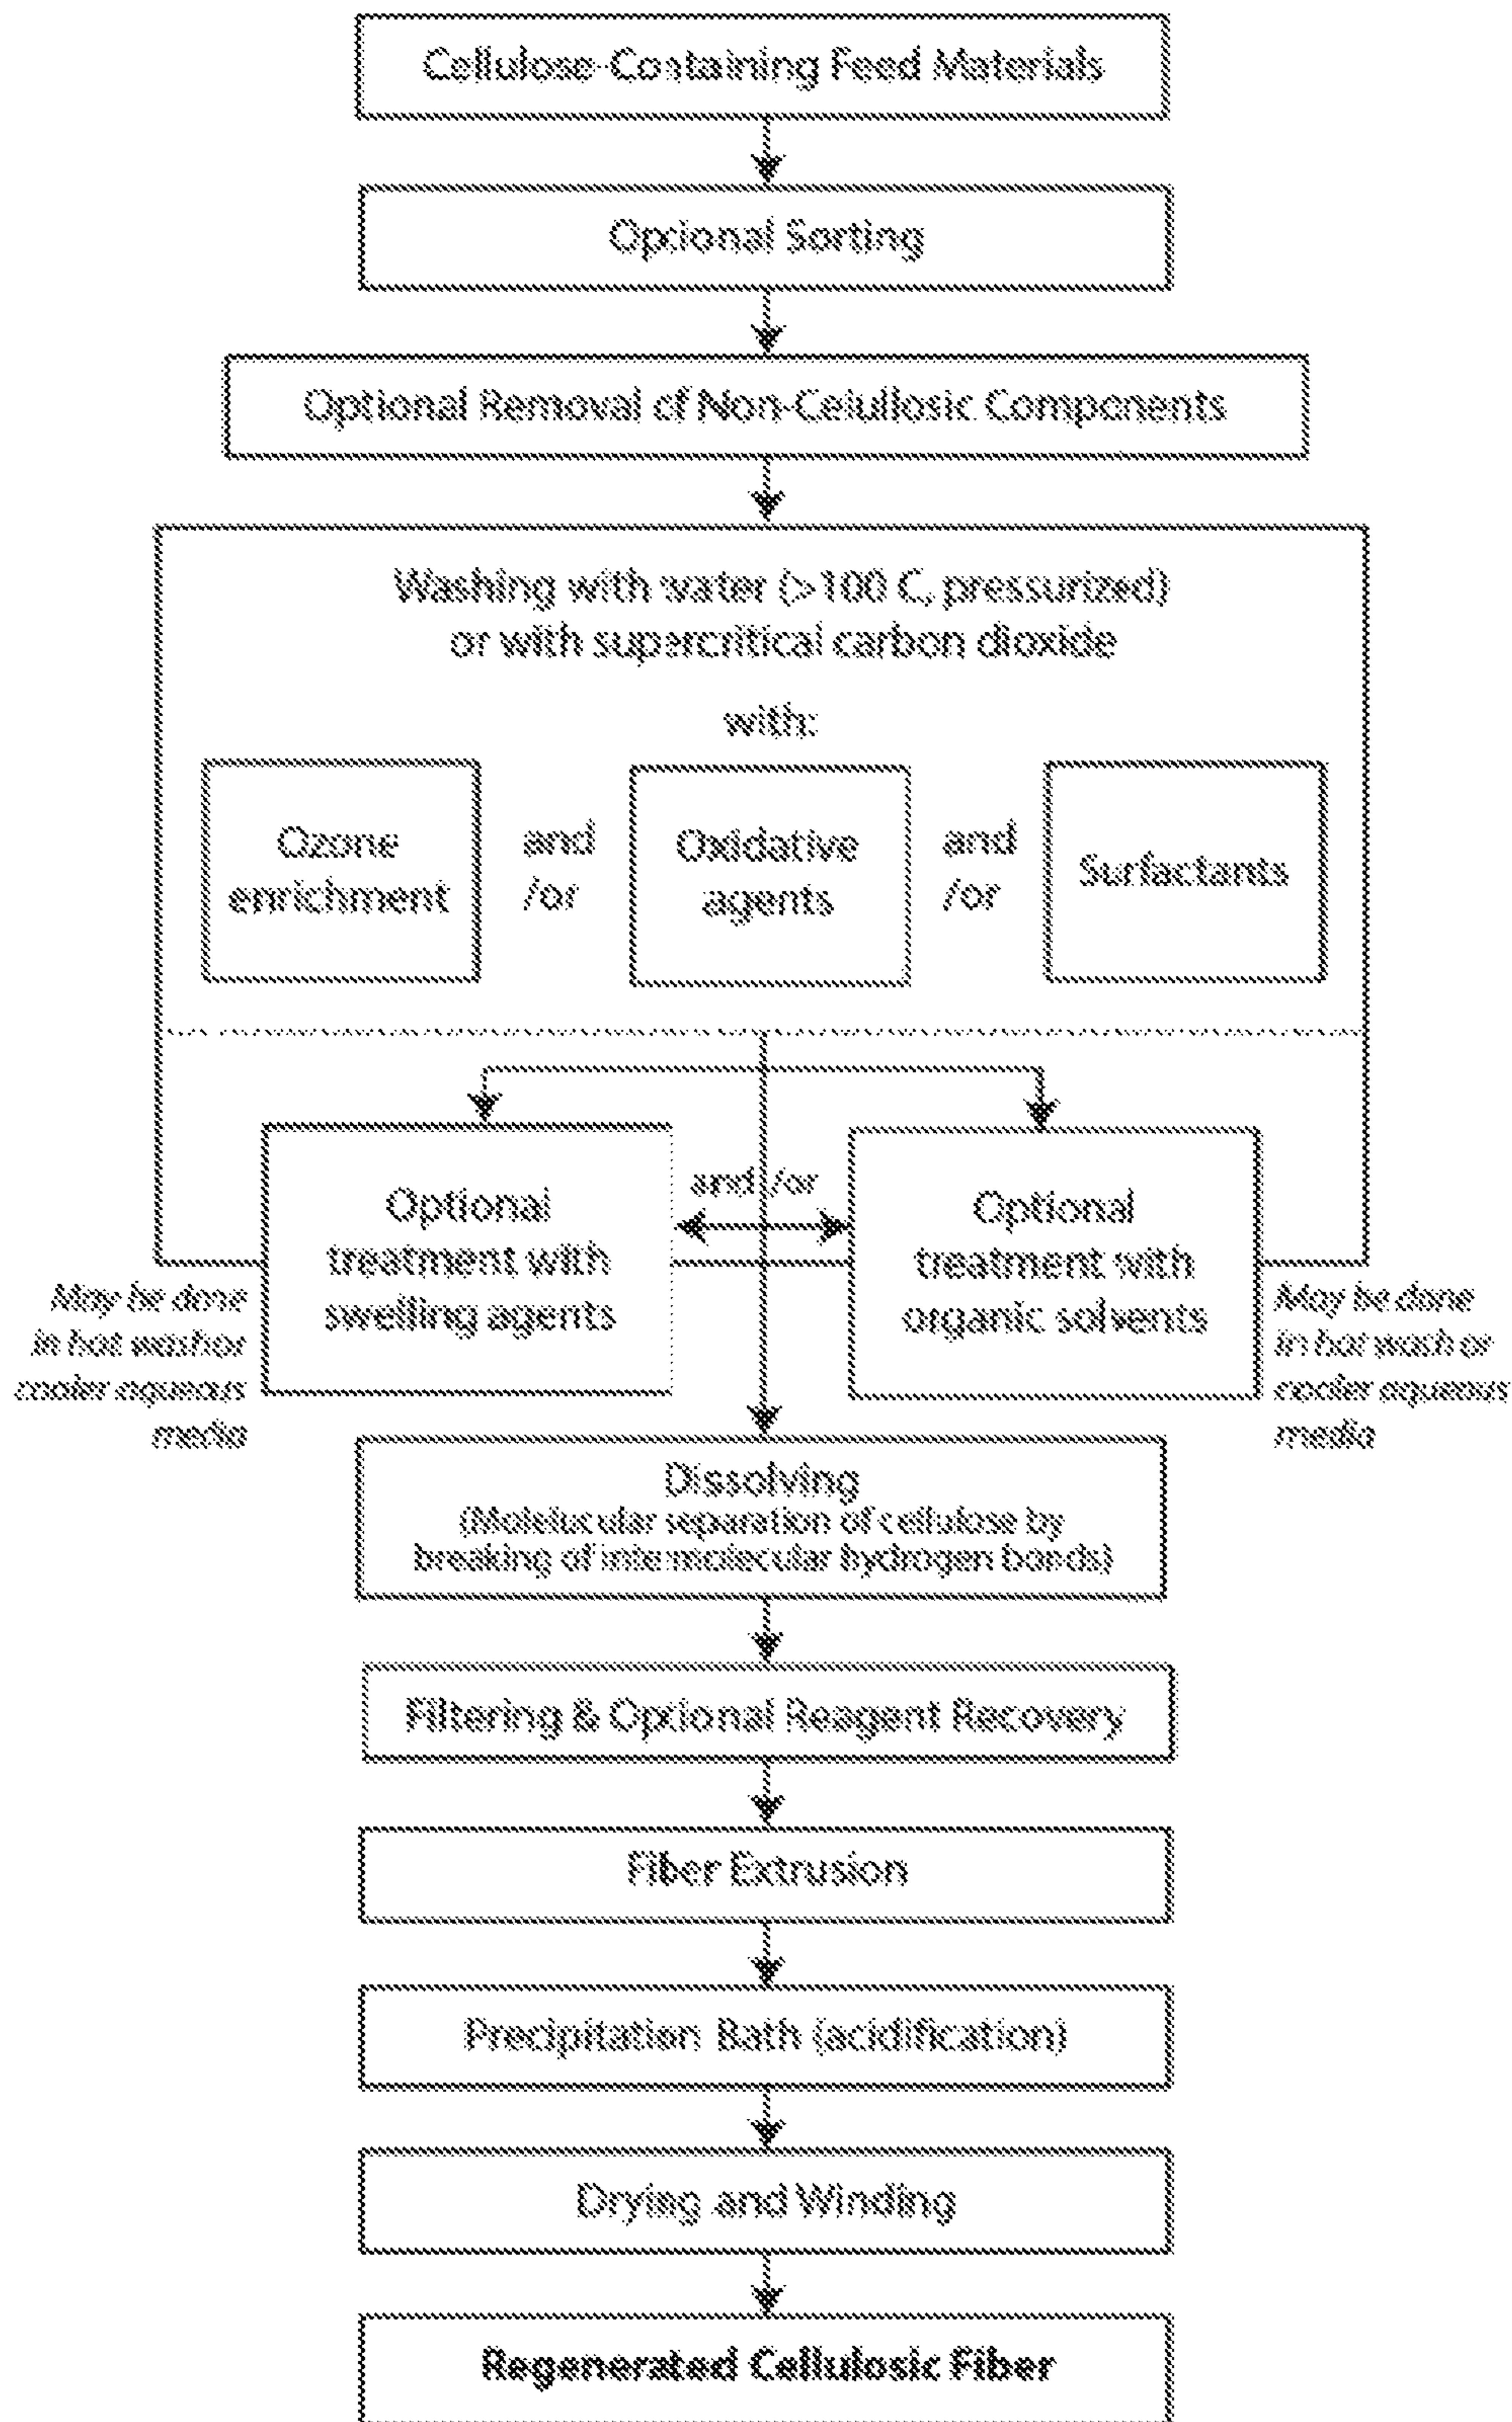 Cellulose-Containing Feed Materials
Optional Sorting
Optional Removal of Non-Celullosic Components
Washing with water (>100 C, pressurized)
or with supercritical carbon dioxide
with:
Ozone
enrichment
and
/or
Oxidative
agents
and
/or
Surfactants
Optional
treatment with
swelling agents
and /or
Optional
treatment with
organic solvents
May be done
in hot wash or
cooler aqueous
media
May be done
in hot wash or
cooler aqueous
media
Dissolving
(Molelucular separation of cellulose by
breaking of intermolecular hydrogen bonds)
Filtering & Optional Reagent Recovery
Fiber Extrusion
Precipitation Bath (acidification)
Drying and Winding
Regenerated Cellulosic Fiber